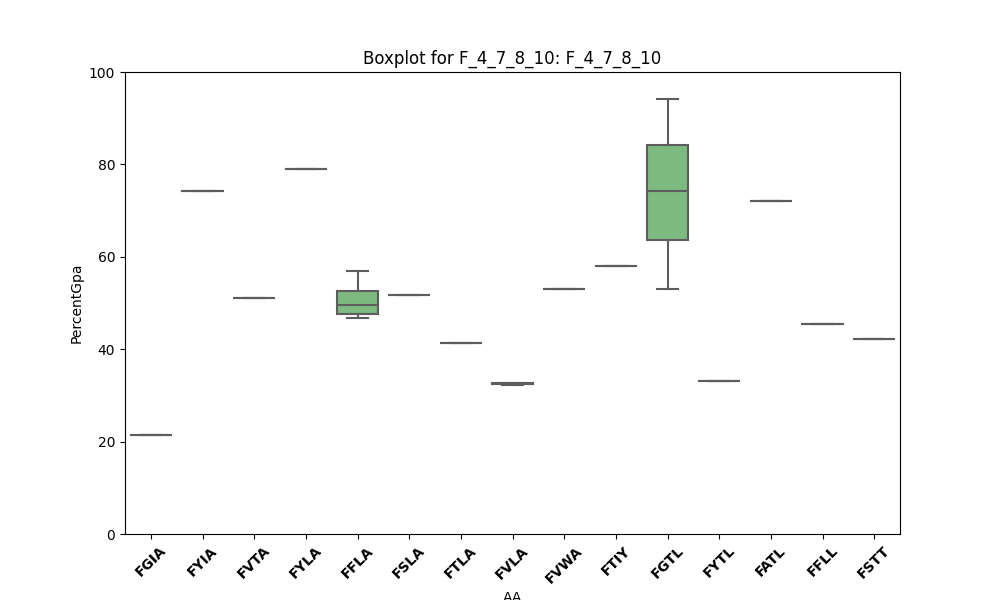 Boxplot for F_4_7_8_10: F_4_7_8_10
100
80
60
40
20
0
PercentGpa
FGIA
FYIA
FVTA
FYLA
FFLA
FSLA
FTLA
FVLA
FVWA
FTIY
FGTL
FYTL
FATL
FFLL
FSTT
AA